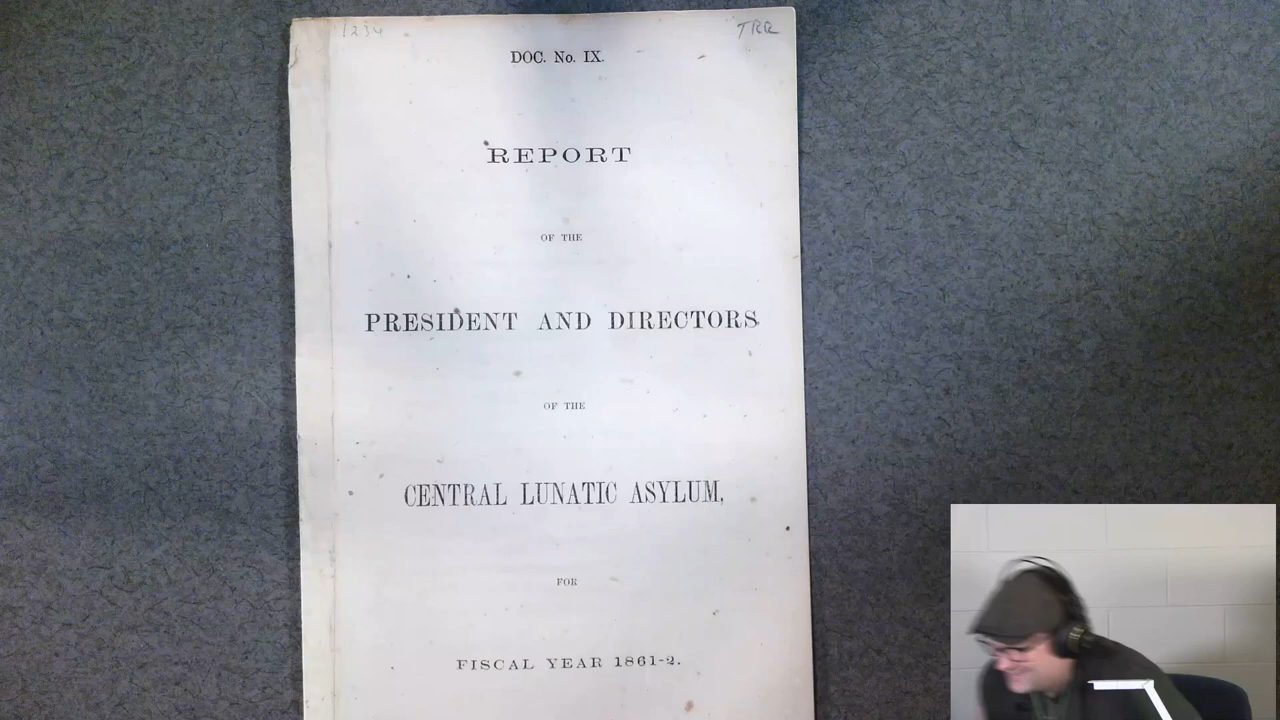 1234 TRR
DOC. No. IX.
REPORT
OF THE
PRESIDENT AND DIRECTORS
OF THE
CENTRAL LUNATIC ASYLUM,
FOR
FISCAL YEAR 1861-2.